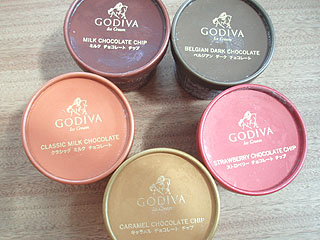 GODIVA
Ice Cream
MILK CHOCOLATE CHIP
ミルク チョコレート チップ
GODIVA
Ice Cream
BELGIAN DARK CHOCOLATE
ベルジアン ダーク チョコレート
GODIVA
Ice Cream
CLASSIC MILK CHOCOLATE
クラシック ミルク チョコレート
GODIVA
Ice Cream
STRAWBERRY CHOCOLATE CHIP
ストロベリー チョコレート チップ
GODIVA
Ice Cream
CARAMEL CHOCOLATE CHIP
キャラメル チョコレート チップ